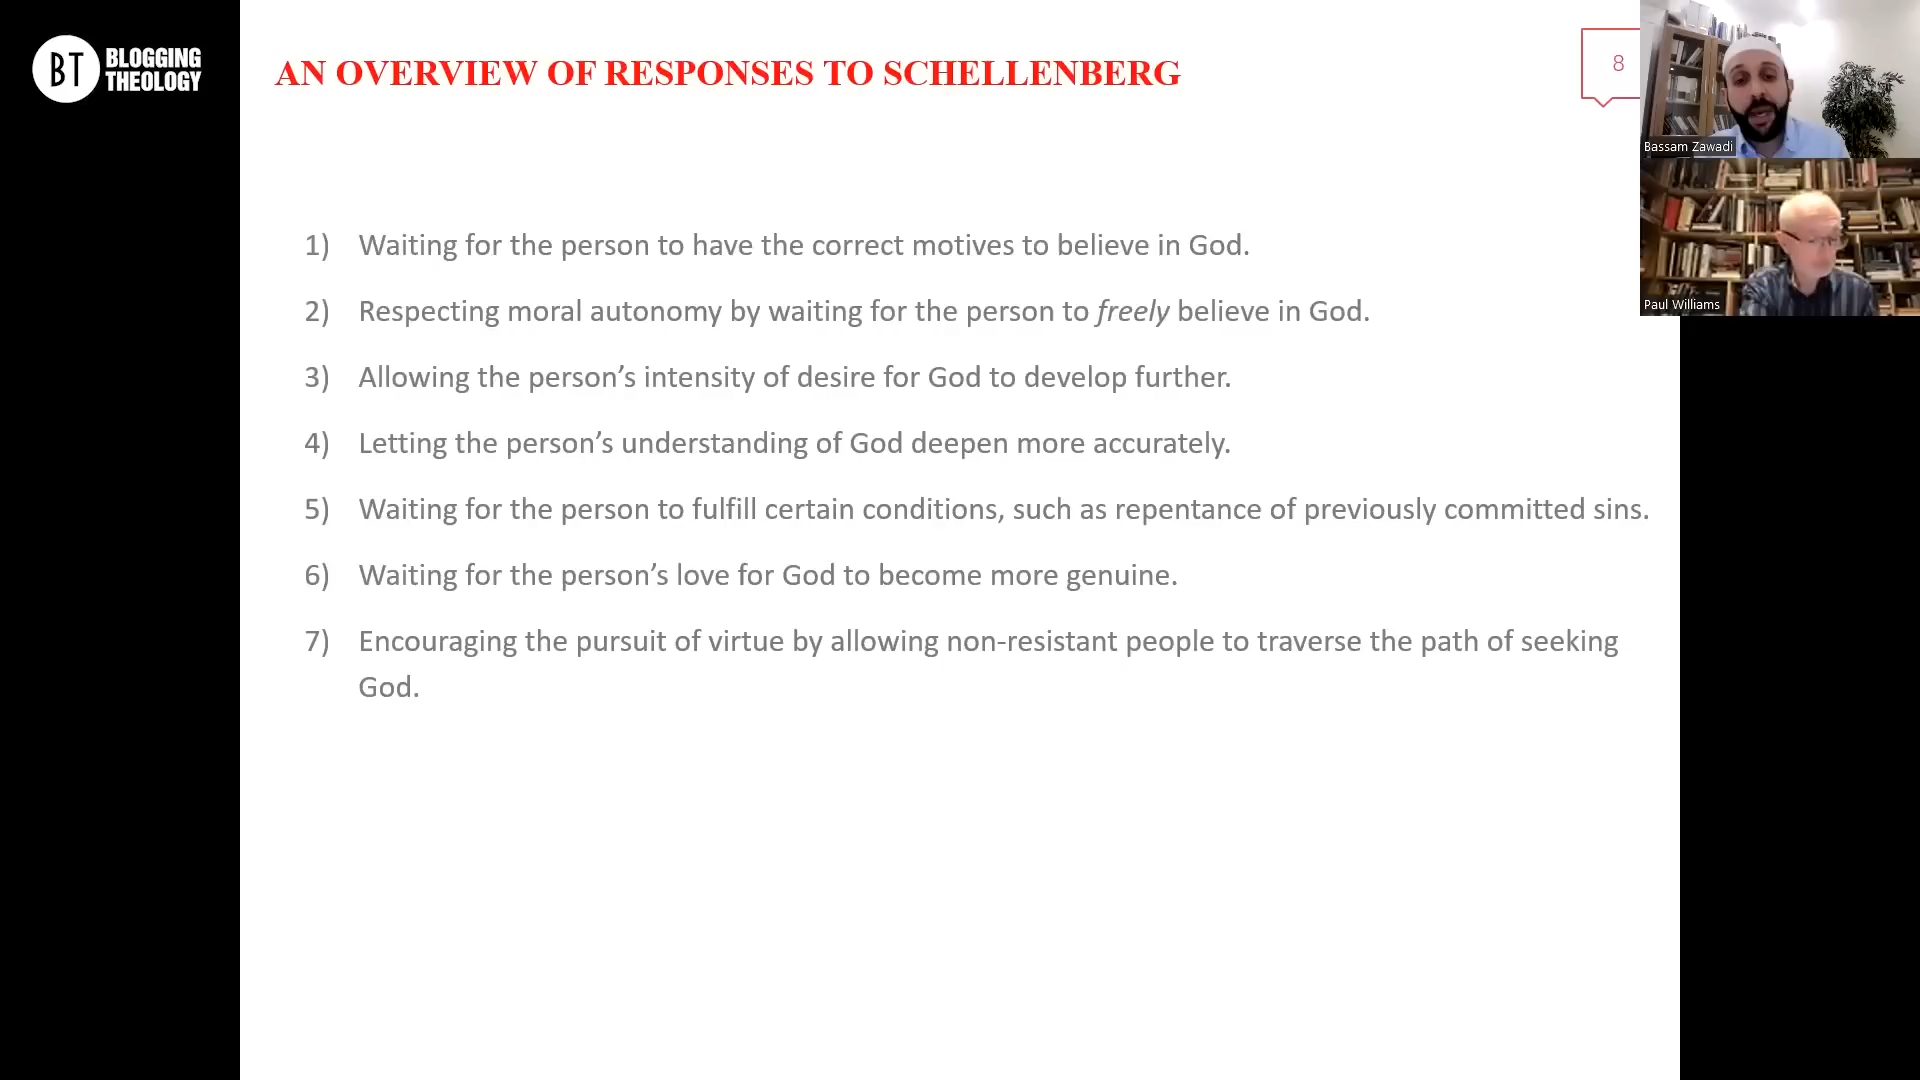 BT BLOGGING
THEOLOGY
AN OVERVIEW OF RESPONSES TO SCHELLENBERG
8
1) Waiting for the person to have the correct motives to believe in God.
2) Respecting moral autonomy by waiting for the person to freely believe in God.
3) Allowing the person’s intensity of desire for God to develop further.
4) Letting the person’s understanding of God deepen more accurately.
5) Waiting for the person to fulfill certain conditions, such as repentance of previously committed sins.
6) Waiting for the person’s love for God to become more genuine.
7) Encouraging the pursuit of virtue by allowing non-resistant people to traverse the path of seeking
God.
Bassam Zawadi
Paul Williams